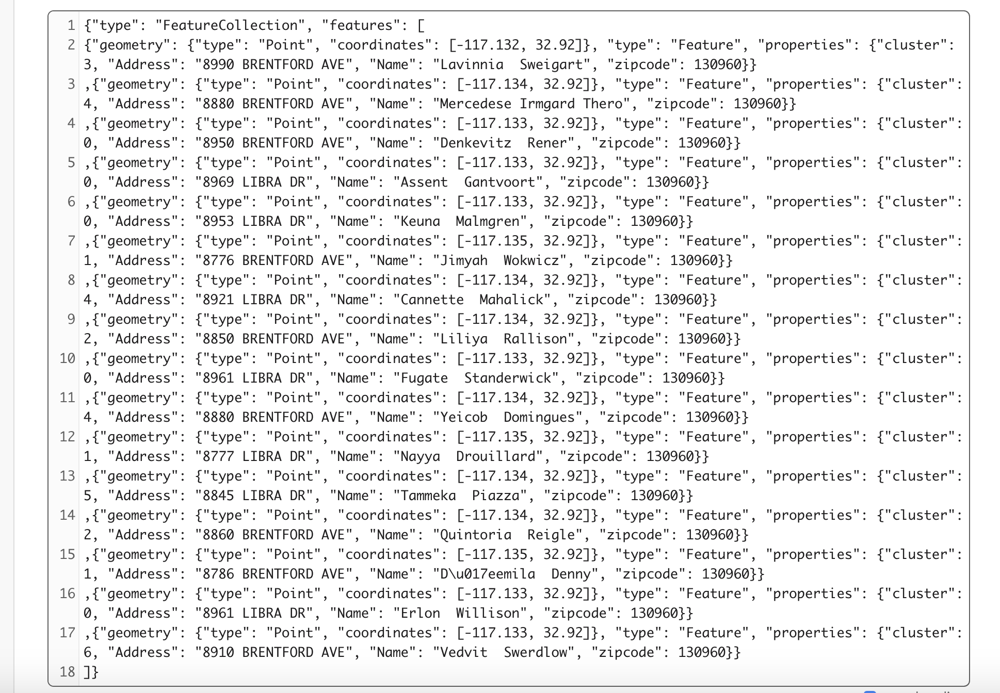 1 {"type": "FeatureCollection", "features": [
2 {"geometry": {"type": "Point", "coordinates": [-117.132, 32.92]}, "type": "Feature", "properties": {"cluster":
3, "Address": "8990 BRENTFORD AVE", "Name": "Lavinnia  Sweigart", "zipcode": 130960}}
3 ,{"geometry": {"type": "Point", "coordinates": [-117.134, 32.92]}, "type": "Feature", "properties": {"cluster":
4, "Address": "8880 BRENTFORD AVE", "Name": "Mercedese Irmgard Thero", "zipcode": 130960}}
4 ,{"geometry": {"type": "Point", "coordinates": [-117.133, 32.92]}, "type": "Feature", "properties": {"cluster":
0, "Address": "8950 BRENTFORD AVE", "Name": "Denkevitz  Rener", "zipcode": 130960}}
5 ,{"geometry": {"type": "Point", "coordinates": [-117.133, 32.92]}, "type": "Feature", "properties": {"cluster":
0, "Address": "8969 LIBRA DR", "Name": "Assent  Gantvoort", "zipcode": 130960}}
6 ,{"geometry": {"type": "Point", "coordinates": [-117.133, 32.92]}, "type": "Feature", "properties": {"cluster":
0, "Address": "8953 LIBRA DR", "Name": "Keuna  Malmgren", "zipcode": 130960}}
7 ,{"geometry": {"type": "Point", "coordinates": [-117.135, 32.92]}, "type": "Feature", "properties": {"cluster":
1, "Address": "8776 BRENTFORD AVE", "Name": "Jimyah  Wokwicz", "zipcode": 130960}}
8 ,{"geometry": {"type": "Point", "coordinates": [-117.134, 32.92]}, "type": "Feature", "properties": {"cluster":
4, "Address": "8921 LIBRA DR", "Name": "Cannette  Mahalick", "zipcode": 130960}}
9 ,{"geometry": {"type": "Point", "coordinates": [-117.134, 32.92]}, "type": "Feature", "properties": {"cluster":
2, "Address": "8850 BRENTFORD AVE", "Name": "Liliya  Rallison", "zipcode": 130960}}
10 ,{"geometry": {"type": "Point", "coordinates": [-117.133, 32.92]}, "type": "Feature", "properties": {"cluster":
0, "Address": "8961 LIBRA DR", "Name": "Fugate  Standerwick", "zipcode": 130960}}
11 ,{"geometry": {"type": "Point", "coordinates": [-117.134, 32.92]}, "type": "Feature", "properties": {"cluster":
4, "Address": "8880 BRENTFORD AVE", "Name": "Yeicob  Domingues", "zipcode": 130960}}
12 ,{"geometry": {"type": "Point", "coordinates": [-117.135, 32.92]}, "type": "Feature", "properties": {"cluster":
1, "Address": "8777 LIBRA DR", "Name": "Nayya  Drouillard", "zipcode": 130960}}
13 ,{"geometry": {"type": "Point", "coordinates": [-117.134, 32.92]}, "type": "Feature", "properties": {"cluster":
5, "Address": "8845 LIBRA DR", "Name": "Tammeka  Piazza", "zipcode": 130960}}
14 ,{"geometry": {"type": "Point", "coordinates": [-117.134, 32.92]}, "type": "Feature", "properties": {"cluster":
2, "Address": "8860 BRENTFORD AVE", "Name": "Quintoria  Reigle", "zipcode": 130960}}
15 ,{"geometry": {"type": "Point", "coordinates": [-117.135, 32.92]}, "type": "Feature", "properties": {"cluster":
1, "Address": "8786 BRENTFORD AVE", "Name": "D\u017eemila  Denny", "zipcode": 130960}}
16 ,{"geometry": {"type": "Point", "coordinates": [-117.133, 32.92]}, "type": "Feature", "properties": {"cluster":
0, "Address": "8961 LIBRA DR", "Name": "Erlon  Willison", "zipcode": 130960}}
17 ,{"geometry": {"type": "Point", "coordinates": [-117.133, 32.92]}, "type": "Feature", "properties": {"cluster":
6, "Address": "8910 BRENTFORD AVE", "Name": "Vedvit  Swerdlow", "zipcode": 130960}}
18 ]}